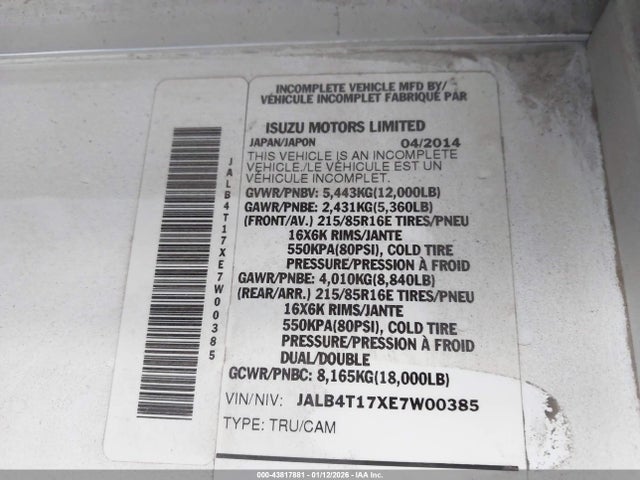 INCOMPLETE VEHICLE MFD BY/
VÉHICULE INCOMPLET FABRIQUÉ PAR
ISUZU MOTORS LIMITED
JAPAN/JAPON 04/2014
THIS VEHICLE IS AN INCOMPLETE
VEHICLE./LE VÉHICULE EST UN
VÉHICULE INCOMPLET.
GVWR/PNBV: 5,443KG(12,000LB)
GAWR/PNBE: 2,431KG(5,360LB)
(FRONT/AV.) 215/85R16E TIRES/PNEU
16X6K RIMS/JANTE
550KPA(80PSI), COLD TIRE
PRESSURE/PRESSION À FROID
GAWR/PNBE: 4,010KG(8,840LB)
(REAR/ARR.) 215/85R16E TIRES/PNEU
16X6K RIMS/JANTE
550KPA(80PSI), COLD TIRE
PRESSURE/PRESSION À FROID
DUAL/DOUBLE
GCWR/PNBC: 8,165KG(18,000LB)
VIN/NIV: JALB4T17XE7W00385
TYPE: TRU/CAM
JALB4T17XE7W00385
000-43817881 - 01/12/2026 - IAA Inc.